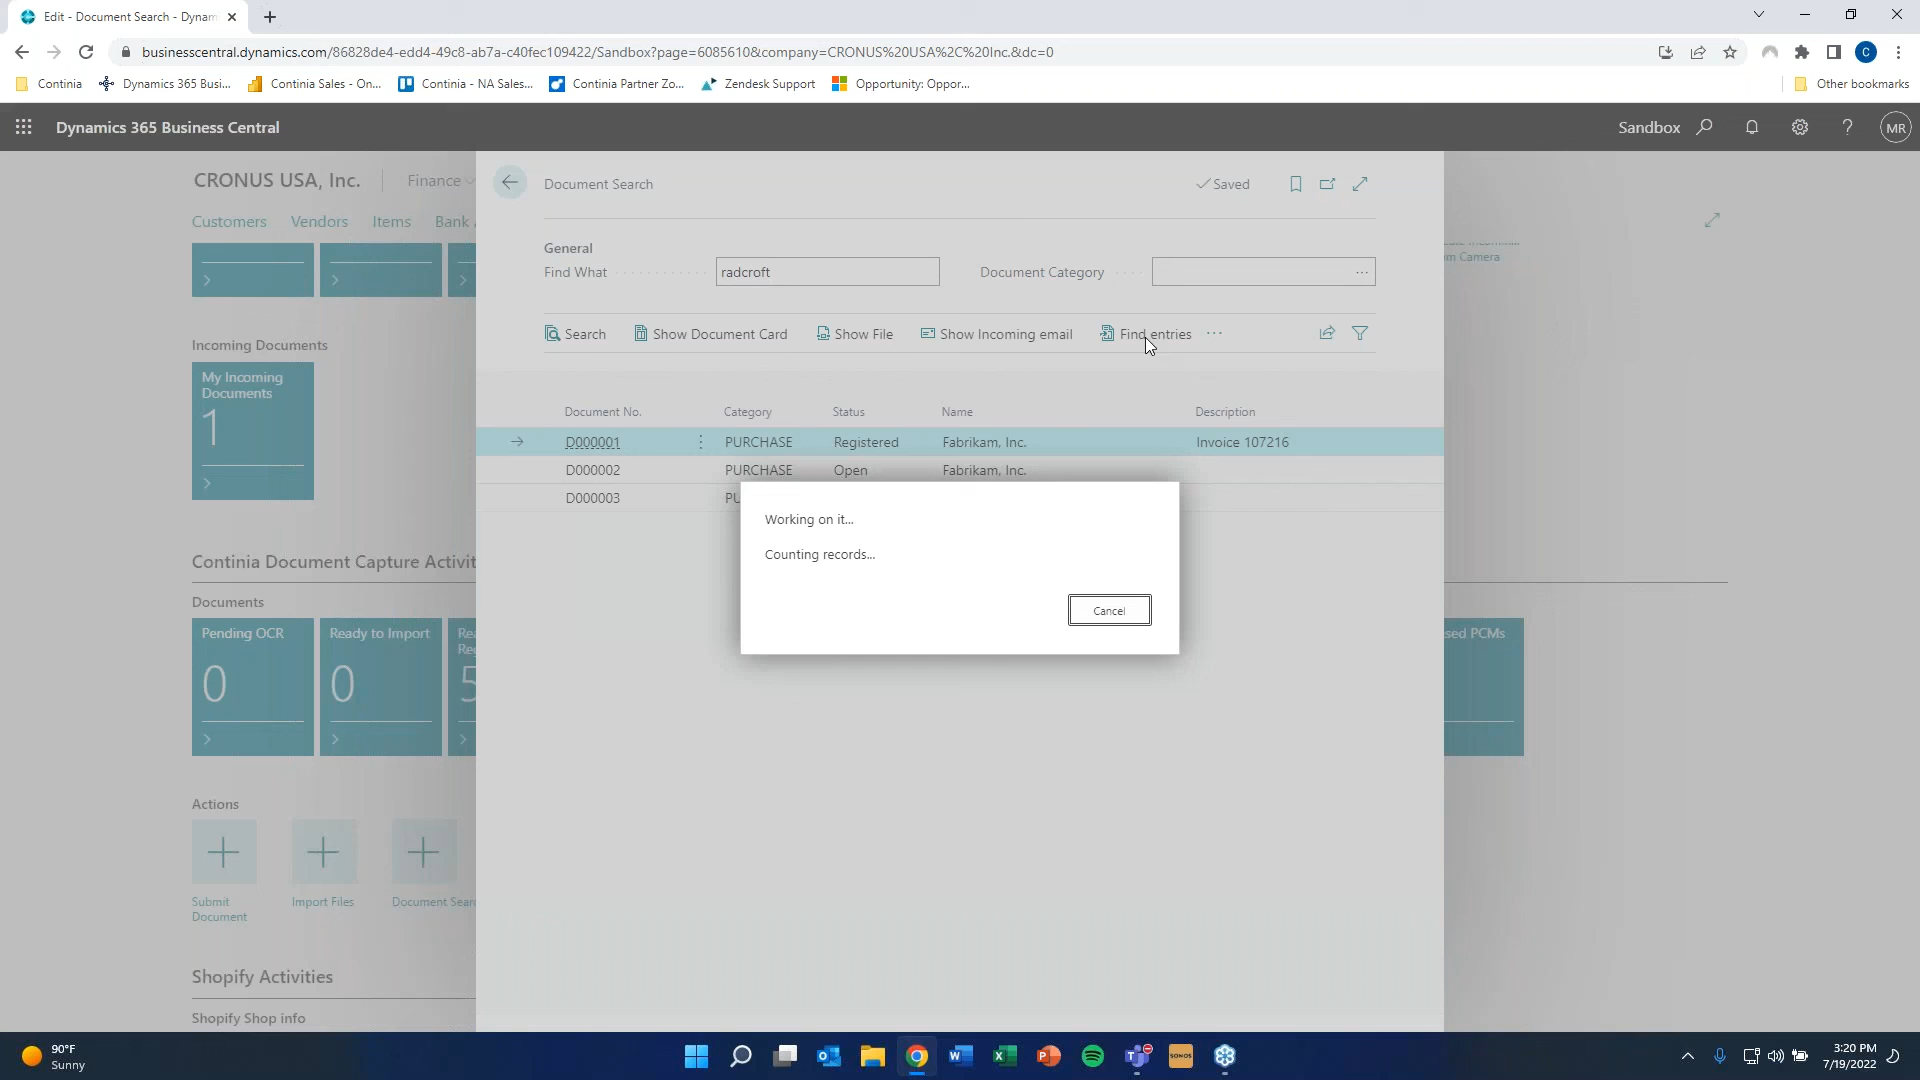 Edit - Document Search - Dynam
businesscentral.dynamics.com/86828de4-edd4-49c8-ab7a-c40fec109422/Sandbox?page=6085610&company=CRONUS%20USA%2C%20Inc.&dc=0
C
Continia
Dynamics 365 Busi...
Continia Sales - On...
Continia - NA Sales...
Continia Partner Zo...
Zendesk Support
Opportunity: Oppor...
Other bookmarks
Dynamics 365 Business Central
Sandbox
MR
CRONUS USA, Inc.
Finance
Customers
Vendors
Items
Bank
Document Search
Saved
General
Find What
radcroft
Document Category
m Camera
Search
Show Document Card
Show File
Show Incoming email
Find entries
Incoming Documents
My Incoming
Documents
1
Document No.
Category
Status
Name
Description
D000001
PURCHASE
Registered
Fabrikam, Inc.
Invoice 107216
D000002
PURCHASE
Open
Fabrikam, Inc.
D000003
PU
Working on it...
Counting records...
Cancel
Continia Document Capture Activit
Documents
Pending OCR
0
Ready to Import
0
Rea
Reg
5
sed PCMs
Actions
Submit
Document
Import Files
Document Sear
Shopify Activities
Shopify Shop info
90°F
Sunny
SONOS
3:20 PM
7/19/2022